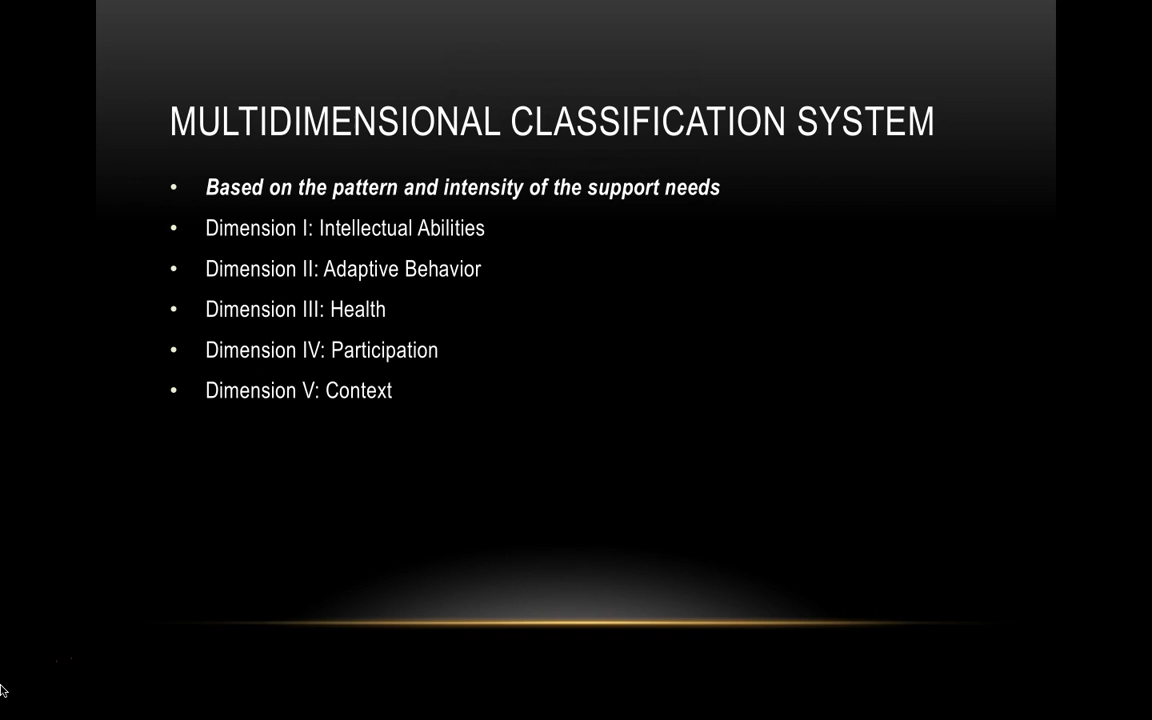 MULTIDIMENSIONAL CLASSIFICATION SYSTEM
• Based on the pattern and intensity of the support needs
• Dimension I: Intellectual Abilities
• Dimension II: Adaptive Behavior
• Dimension III: Health
• Dimension IV: Participation
• Dimension V: Context